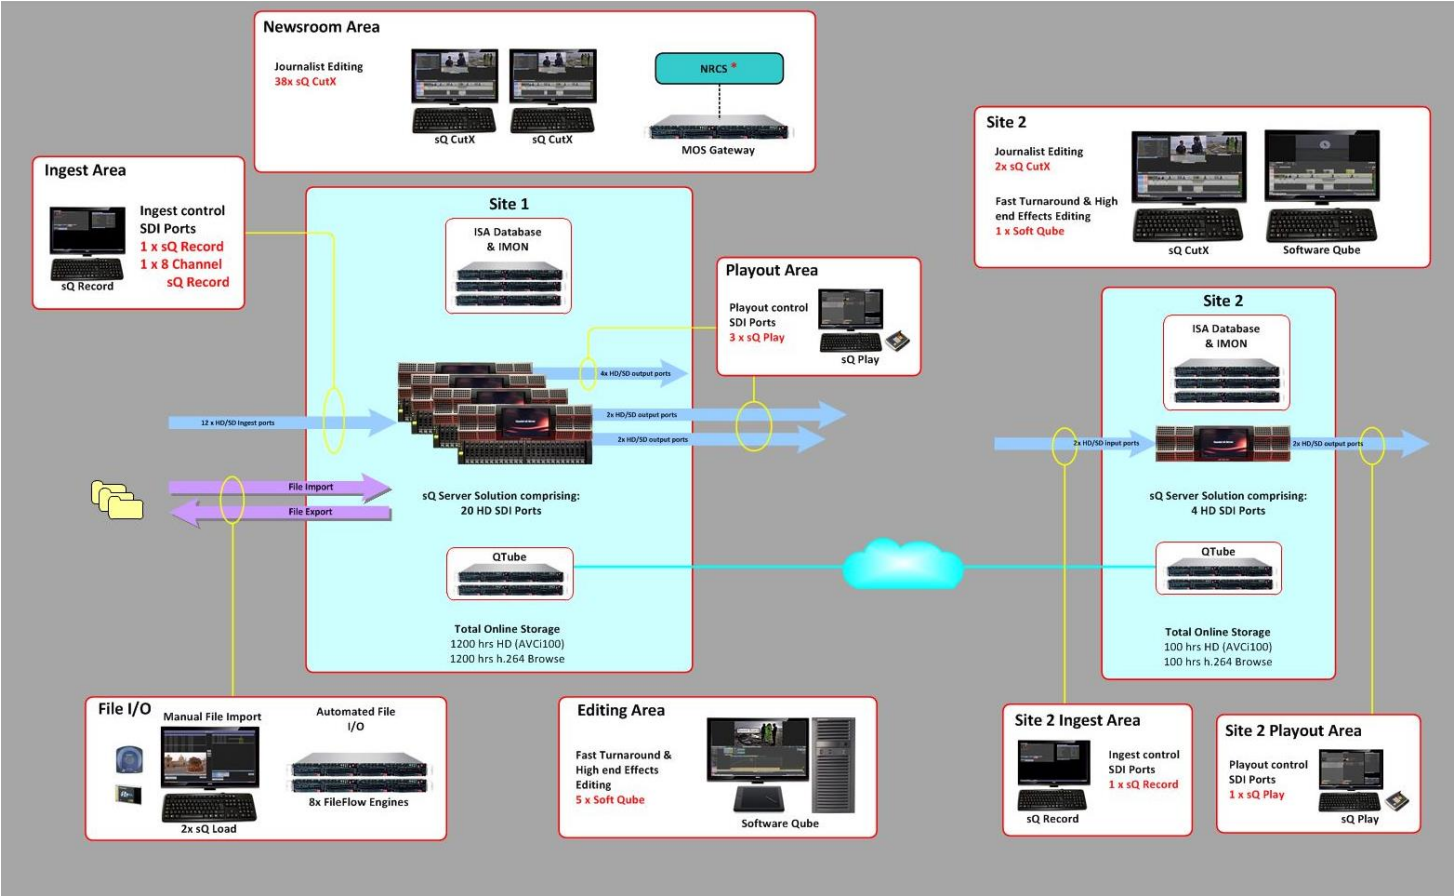 Newsroom Area
Journalist Editing
38x sQ CutX
sQ CutX
sQ CutX
NRCS *
MOS Gateway
Ingest Area
Ingest control
SDI Ports
1 x sQ Record
1 x 8 Channel
sQ Record
sQ Record
Site 1
ISA Database
& IMON
Playout Area
Playout control
SDI Ports
3 x sQ Play
sQ Play
4x HD/SD output ports
2x HD/SD output ports
2x HD/SD output ports
12 x HD/SD Ingest ports
File Import
File Export
sQ Server Solution comprising:
20 HD SDI Ports
QTube
Total Online Storage
1200 hrs HD (AVCi100)
1200 hrs h.264 Browse
Site 2
Journalist Editing
2x sQ CutX
Fast Turnaround & High
end Effects Editing
1 x Soft Qube
sQ CutX
Software Qube
Site 2
ISA Database
& IMON
2x HD/SD input ports
2x HD/SD output ports
sQ Server Solution comprising:
4 HD SDI Ports
QTube
Total Online Storage
100 hrs HD (AVCi100)
100 hrs h.264 Browse
File I/O
Manual File Import
2x sQ Load
Automated File
I/O
8x FileFlow Engines
Editing Area
Fast Turnaround &
High end Effects
Editing
5 x Soft Qube
Software Qube
Site 2 Ingest Area
Ingest control
SDI Ports
1 x sQ Record
sQ Record
Site 2 Playout Area
Playout control
SDI Ports
1 x sQ Play
sQ Play